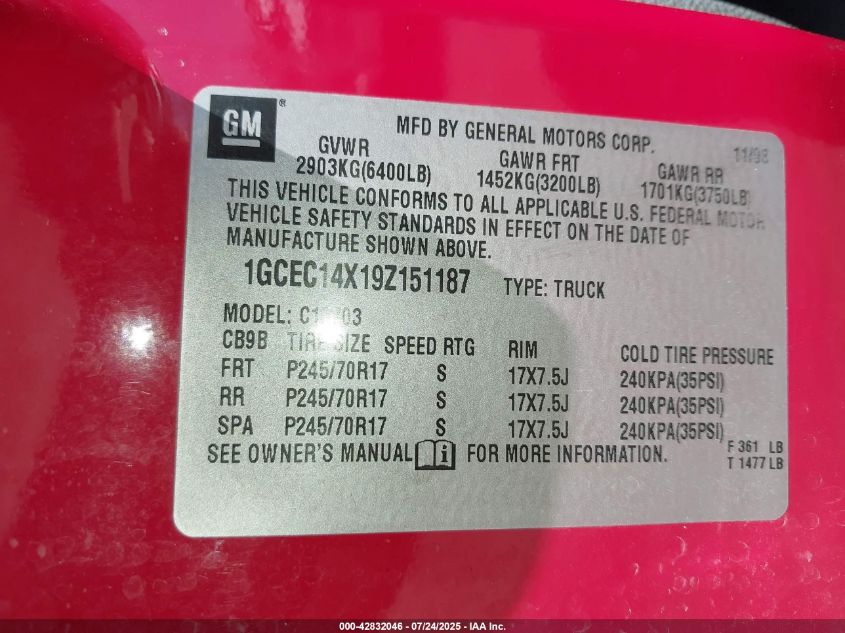 GM ®
MFD BY GENERAL MOTORS CORP.
11/98
GVWR GAWR FRT GAWR RR
2903KG(6400LB) 1452KG(3200LB) 1701KG(3750LB)
THIS VEHICLE CONFORMS TO ALL APPLICABLE U.S. FEDERAL MOTOR
VEHICLE SAFETY STANDARDS IN EFFECT ON THE DATE OF
MANUFACTURE SHOWN ABOVE.
1GCEC14X19Z151187 TYPE: TRUCK
MODEL:
CB9B TIRE SIZE SPEED RTG RIM COLD TIRE PRESSURE
FRT P245/70R17 S 17X7.5J 240KPA(35PSI)
RR P245/70R17 S 17X7.5J 240KPA(35PSI)
SPA P245/70R17 S 17X7.5J 240KPA(35PSI)
SEE OWNER'S MANUAL i FOR MORE INFORMATION.
F 361 LB
T 1477 LB
000-42832046 - 07/24/2025 - IAA Inc.